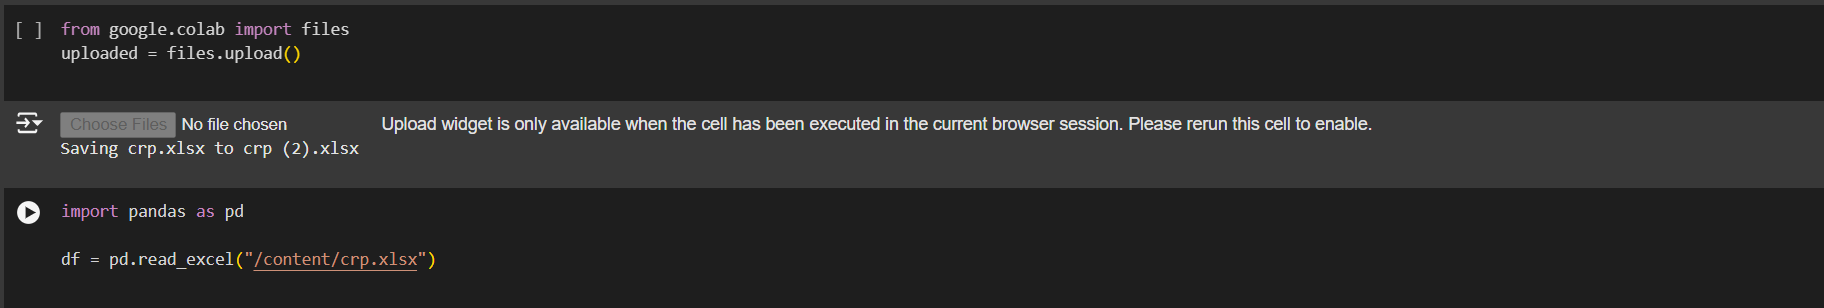 [ ] from google.colab import files
uploaded = files.upload()
Choose Files No file chosen Upload widget is only available when the cell has been executed in the current browser session. Please rerun this cell to enable.
Saving crp.xlsx to crp (2).xlsx
import pandas as pd
df = pd.read_excel("/content/crp.xlsx")